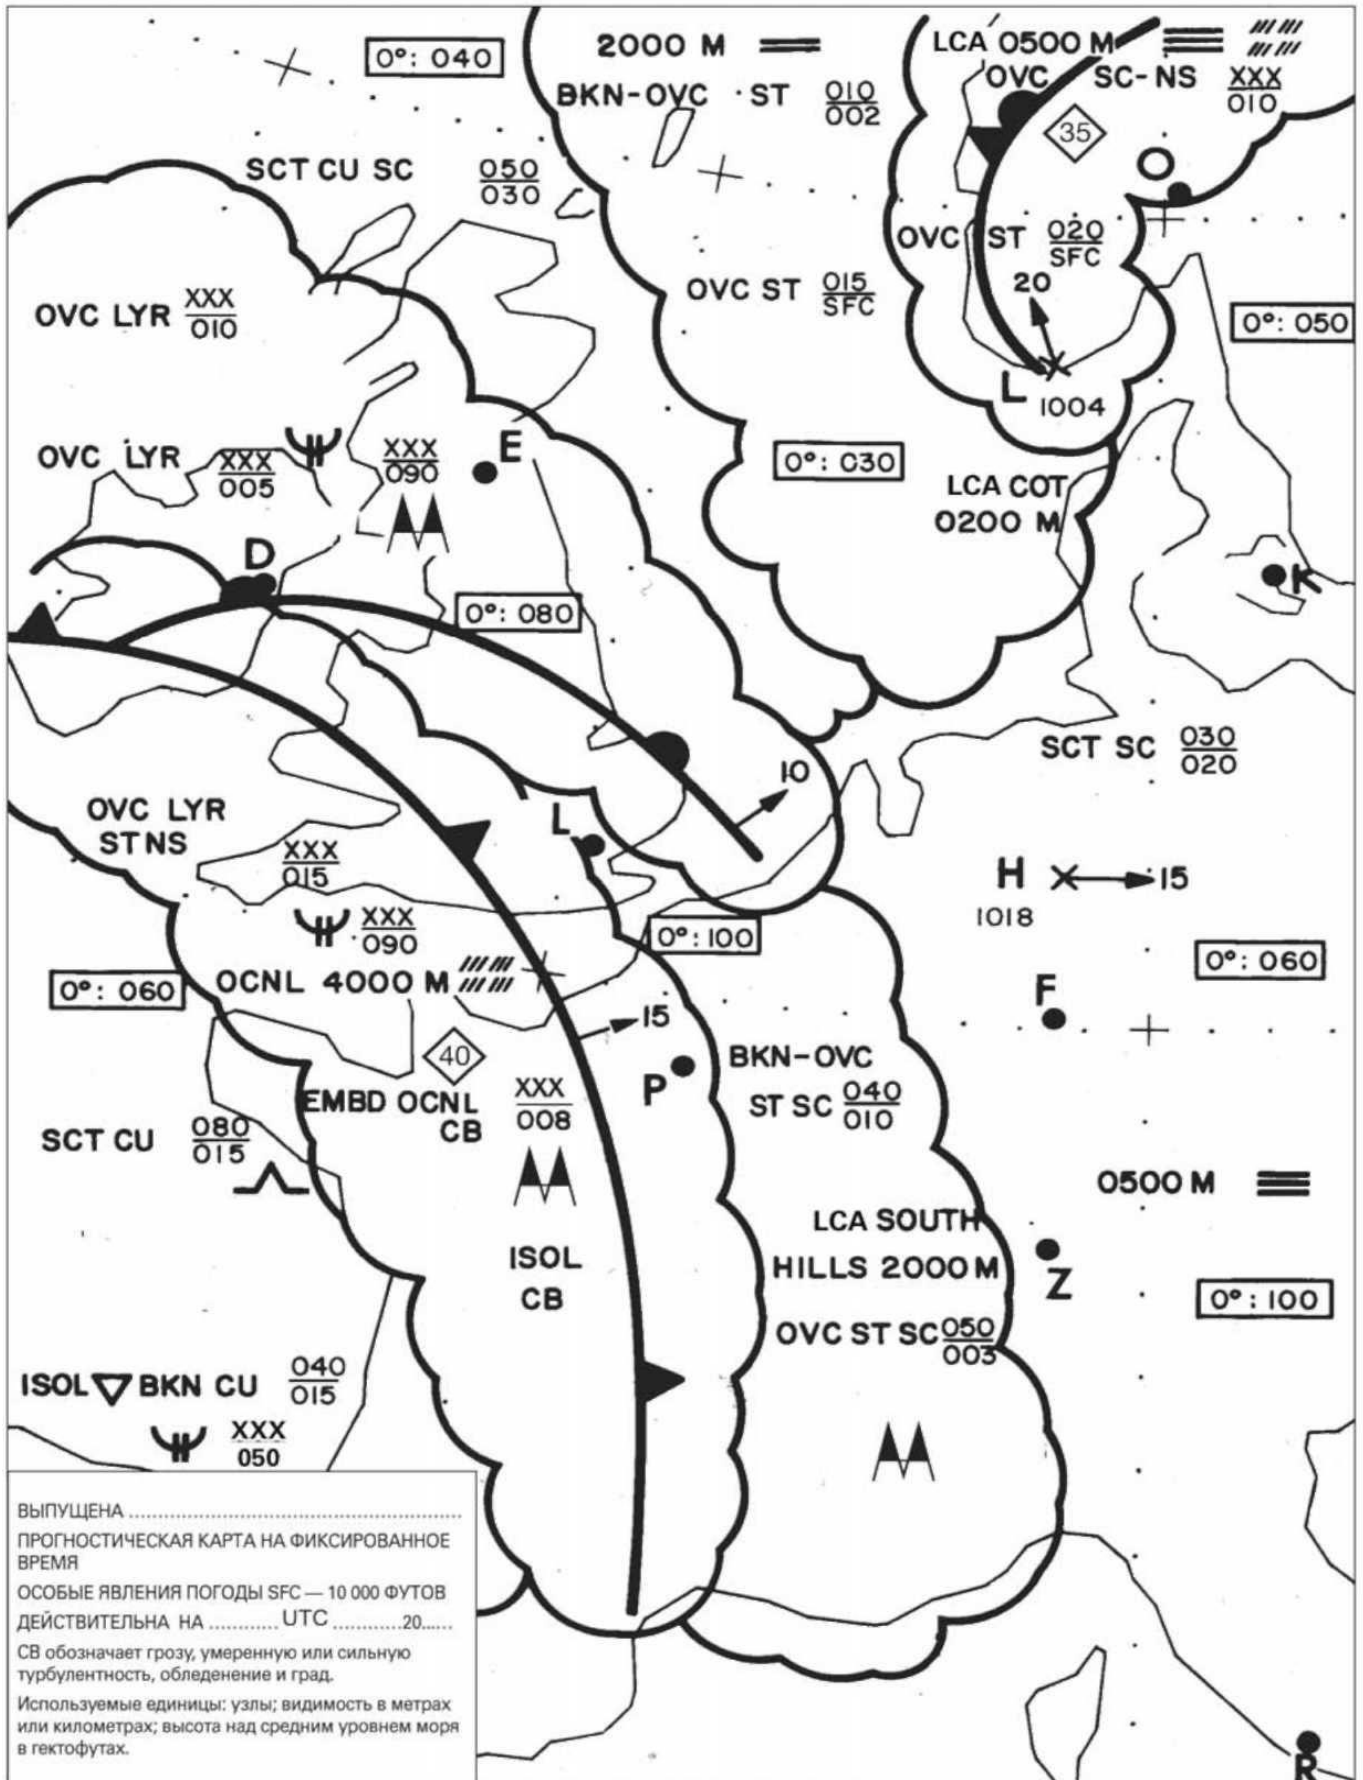 0°: 040
2000 M
BKN-OVC ST 010
002
LCA 0500 M
OVC SC-NS XXX
010
35
O
SCT CU SC 050
030
OVC ST 020
SFC
20
OVC LYR XXX
010
OVC ST 015
SFC
0°: 050
L 1004
OVC LYR XXX
005
XXX
090
E
0°: 030
LCA COT
0200 M
D
K
0°: 080
SCT SC 030
020
10
OVC LYR
ST NS
XXX
015
L
H 15
1018
XXX
090
0°: 100
0°: 060
0°: 060
OCNL 4000 M
15
F
40
BKN-OVC
ST SC 040
010
P
EMBD OCNL
CB
XXX
008
SCT CU 080
015
0500 M
LCA SOUTH
HILLS 2000 M
Z
ISOL
CB
0°: 100
OVC ST SC 050
003
ISOL BKN CU 040
015
XXX
050
ВЫПУЩЕНА ........................................................
ПРОГНОСТИЧЕСКАЯ КАРТА НА ФИКСИРОВАННОЕ
ВРЕМЯ
ОСОБЫЕ ЯВЛЕНИЯ ПОГОДЫ SFC — 10 000 ФУТОВ
ДЕЙСТВИТЕЛЬНА НА ............ UTC ............20......
СВ обозначает грозу, умеренную или сильную
турбулентность, обледенение и град.
Используемые единицы: узлы; видимость в метрах
или километрах; высота над средним уровнем моря
в гектофутах.
R